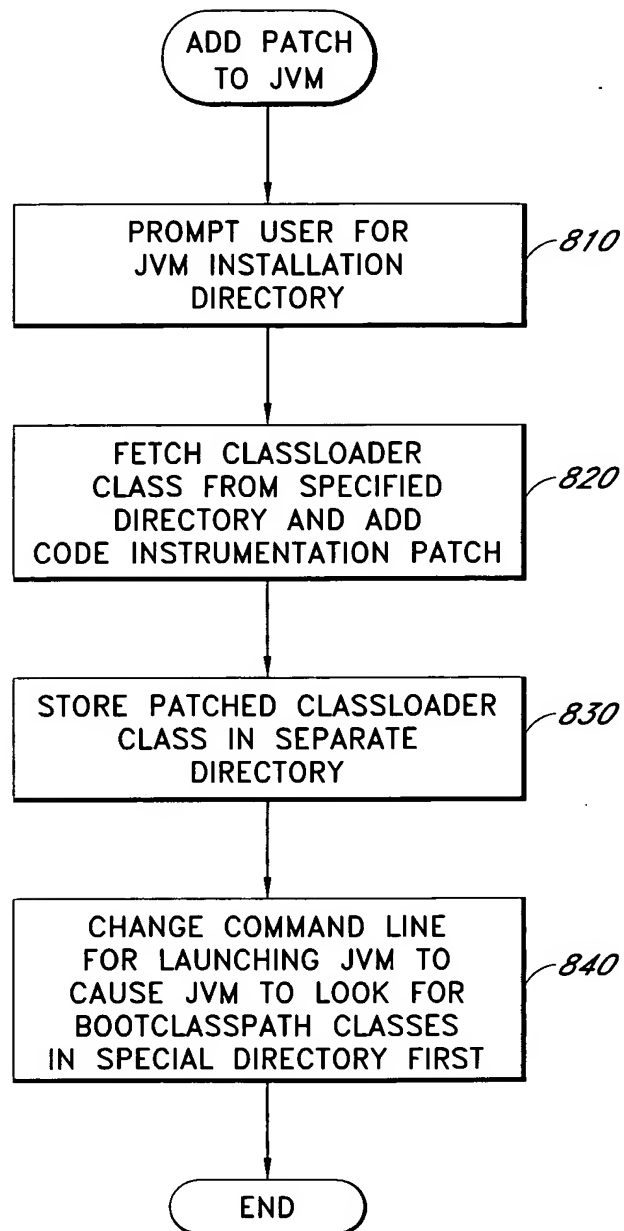 ADD PATCH
TO JVM
PROMPT USER FOR
JVM INSTALLATION
DIRECTORY
810
FETCH CLASSLOADER
CLASS FROM SPECIFIED
DIRECTORY AND ADD
CODE INSTRUMENTATION PATCH
820
STORE PATCHED CLASSLOADER
CLASS IN SEPARATE
DIRECTORY
830
CHANGE COMMAND LINE
FOR LAUNCHING JVM TO
CAUSE JVM TO LOOK FOR
BOOTCLASSPATH CLASSES
IN SPECIAL DIRECTORY FIRST
840
END